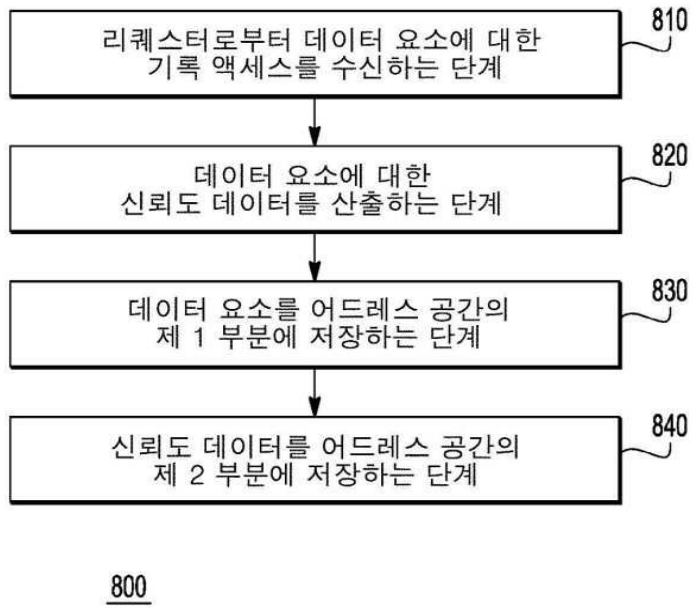 리퀘스터로부터 데이터 요소에 대한
기록 액세스를 수신하는 단계
810
데이터 요소에 대한
신뢰도 데이터를 산출하는 단계
820
데이터 요소를 어드레스 공간의
제 1 부분에 저장하는 단계
830
신뢰도 데이터를 어드레스 공간의
제 2 부분에 저장하는 단계
840
800